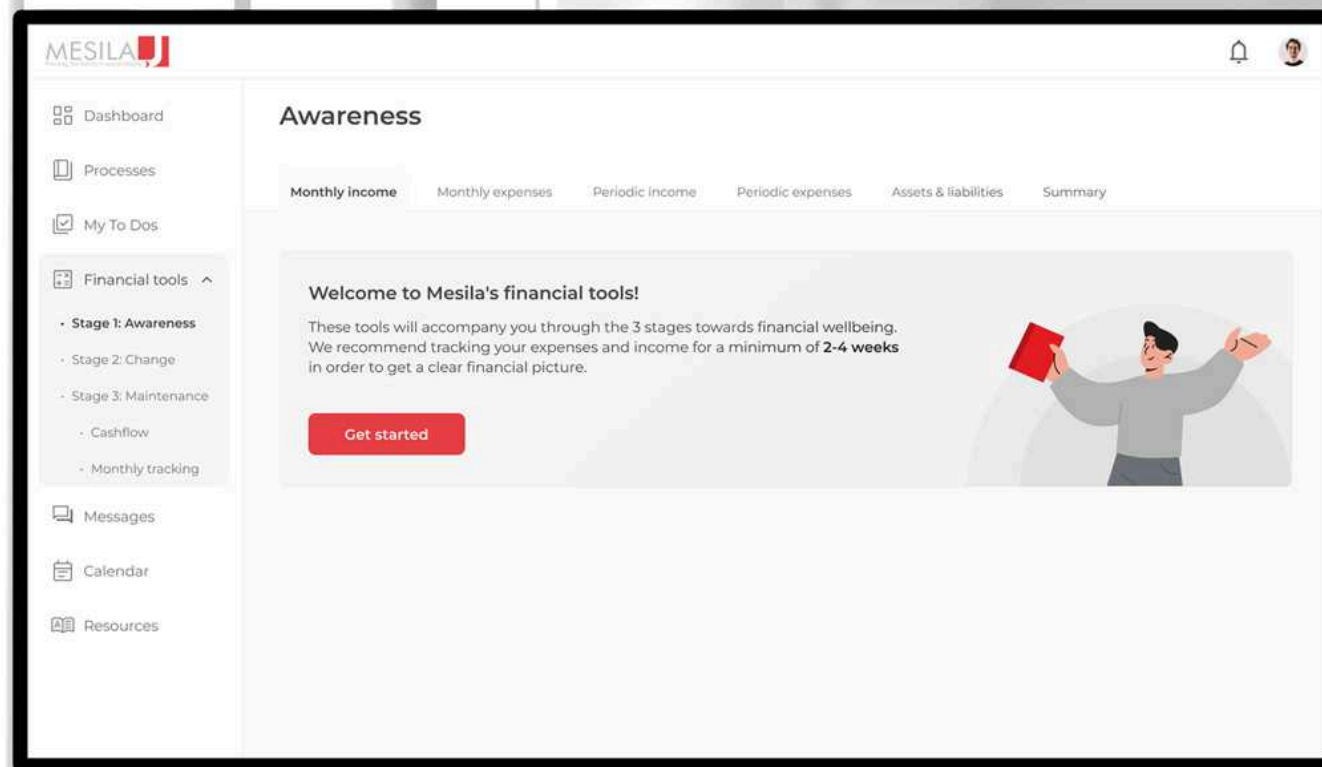 MESILA
Dashboard
Processes
My To Dos
Financial tools
· Stage 1: Awareness
· Stage 2: Change
· Stage 3: Maintenance
· Cashflow
· Monthly tracking
Messages
Calendar
Resources
Awareness
Monthly income Monthly expenses Periodic income Periodic expenses Assets & liabilities Summary
Welcome to Mesila's financial tools!
These tools will accompany you through the 3 stages towards financial wellbeing.
We recommend tracking your expenses and income for a minimum of 2-4 weeks
in order to get a clear financial picture.
Get started